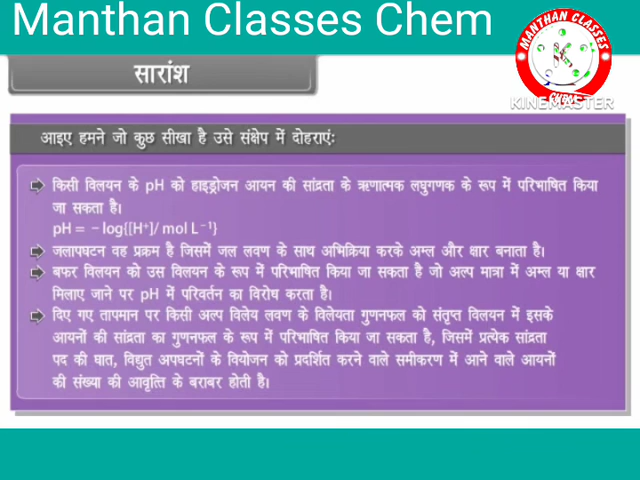 Manthan Classes Chem
MANTHAN CLASSES
K
CHEM
KINEMASTER
सारांश
आइए हमने जो कुछ सीखा है उसे संक्षेप में दोहराएं:
किसी विलयन के pH को हाइड्रोजन आयन की सांद्रता के ऋणात्मक लघुगणक के रूप में परिभाषित किया
जा सकता है।
pH = – log{[H⁺]/ mol L⁻¹}
जलापघटन वह प्रक्रम है जिसमें जल लवण के साथ अभिक्रिया करके अम्ल और क्षार बनाता है।
बफर विलयन को उस विलयन के रूप में परिभाषित किया जा सकता है जो अल्प मात्रा में अम्ल या क्षार
मिलाए जाने पर pH में परिवर्तन का विरोध करता है।
दिए गए तापमान पर किसी अल्प विलेय लवण के विलेयता गुणनफल को संतृप्त विलयन में इसके
आयनों की सांद्रता का गुणनफल के रूप में परिभाषित किया जा सकता है, जिसमें प्रत्येक सांद्रता
पद की घात, विद्युत अपघटनों के वियोजन को प्रदर्शित करने वाले समीकरण में आने वाले आयनों
की संख्या की आवृत्ति के बराबर होती है।